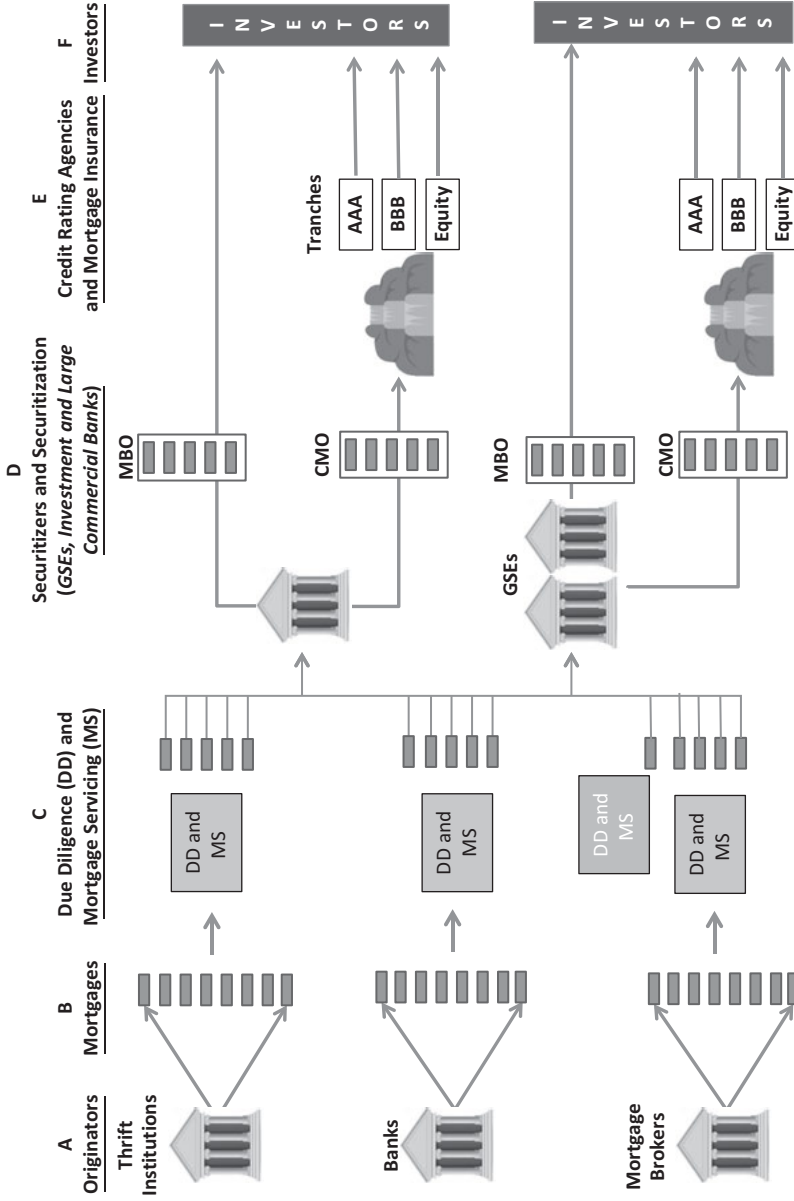 A
Originators
B
Mortgages
C
Due Diligence (DD) and
Mortgage Servicing (MS)
D
Securitizers and Securitization
(GSEs, Investment and Large
Commercial Banks)
E
Credit Rating Agencies
and Mortgage Insurance
F
Investors
Thrift
Institutions
DD and
MS
MBO
CMO
Tranches
AAA
BBB
Equity
INVESTORS
Banks
DD and
MS
GSEs
MBO
CMO
AAA
BBB
Equity
INVESTORS
Mortgage
Brokers
DD and
MS
DD and
MS